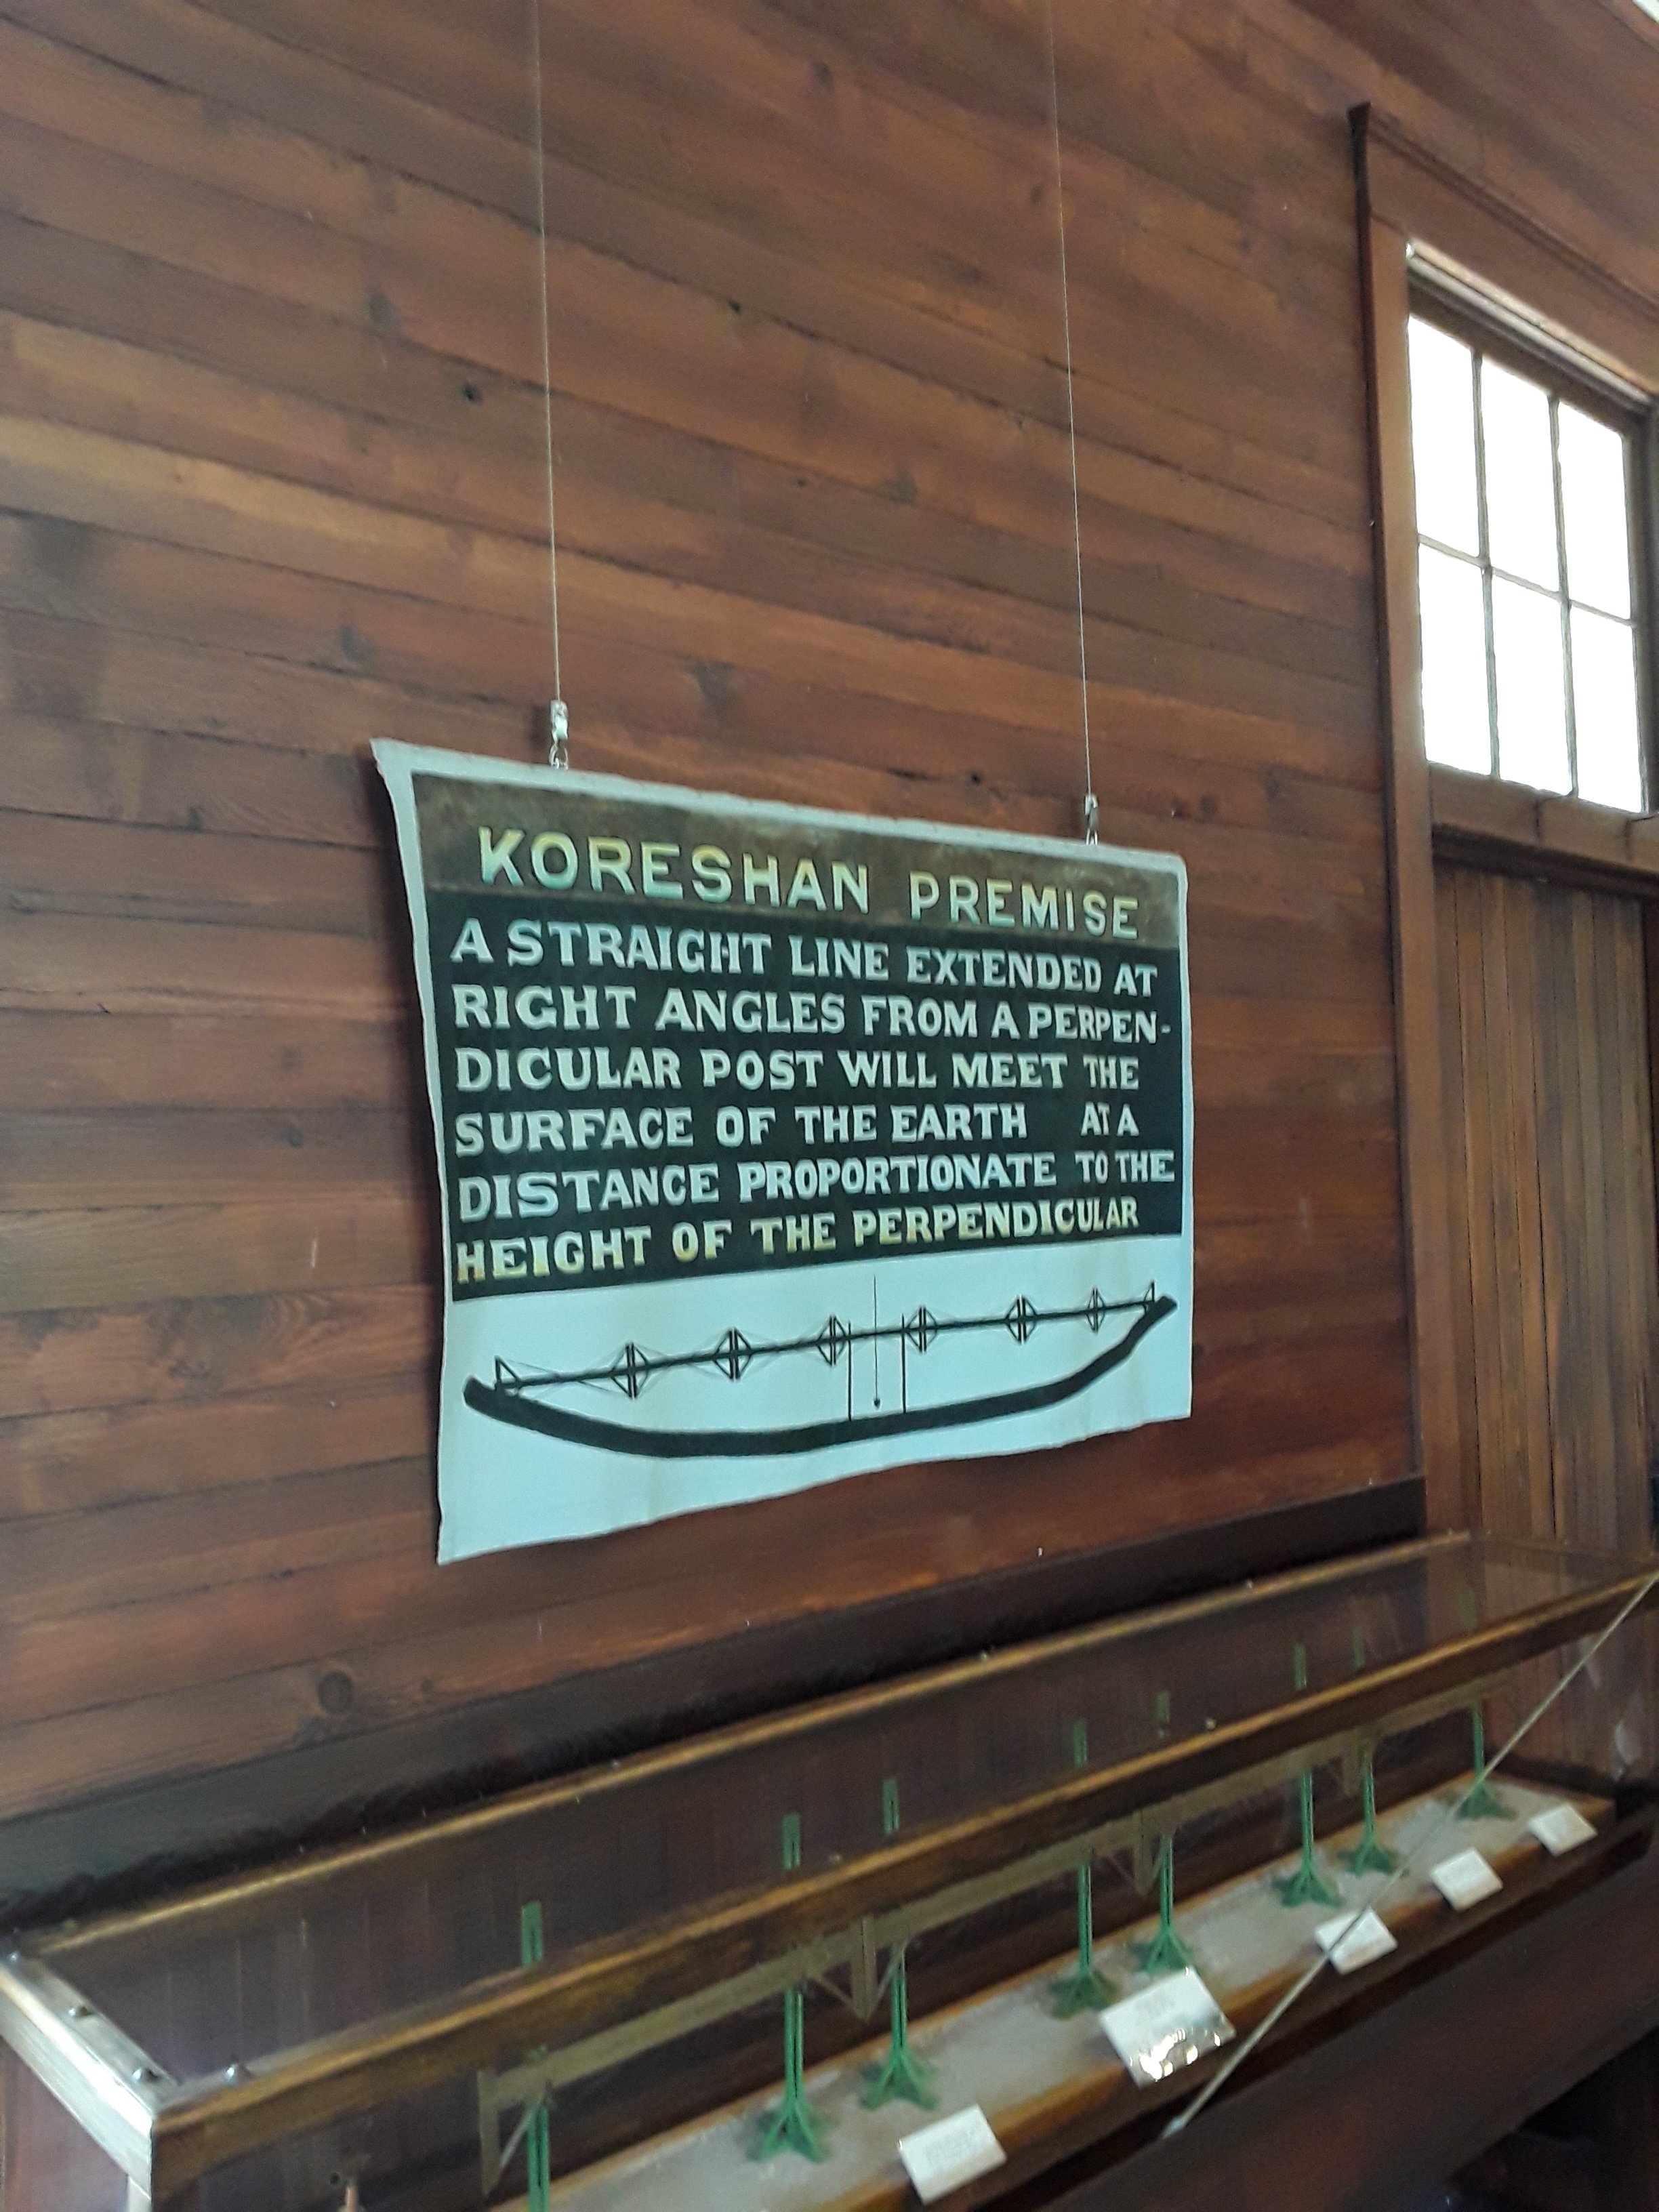 KORESHAN PREMISE
A STRAIGHT LINE EXTENDED AT
RIGHT ANGLES FROM A PERPEN-
DICULAR POST WILL MEET THE
SURFACE OF THE EARTH AT A
DISTANCE PROPORTIONATE TO THE
HEIGHT OF THE PERPENDICULAR